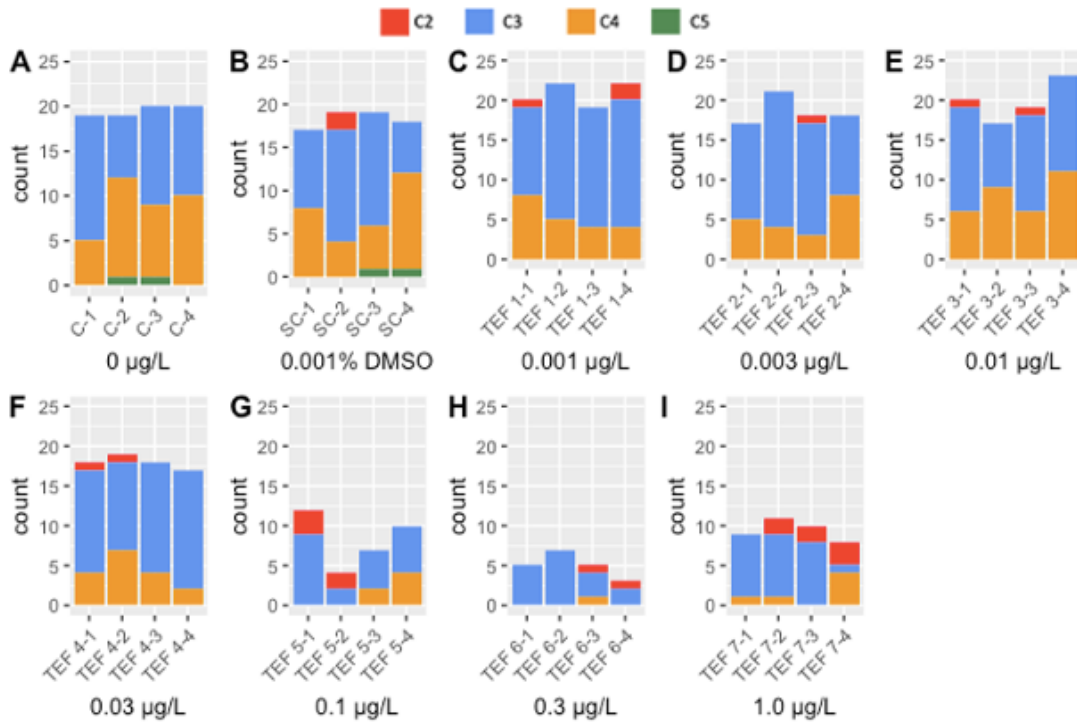 C2 C3 C4 C5
A B C D E
25 25 25 25 25
20 20 20 20 20
15 15 15 15 15
10 10 10 10 10
5 5 5 5 5
0 0 0 0 0
count count count count count
C-1 C-2 C-3 C-4 SC-1 SC-2 SC-3 SC-4 TEF 1-1 TEF 1-2 TEF 1-3 TEF 1-4 TEF 2-1 TEF 2-2 TEF 2-3 TEF 2-4 TEF 3-1 TEF 3-2 TEF 3-3 TEF 3-4
0 µg/L 0.001% DMSO 0.001 µg/L 0.003 µg/L 0.01 µg/L
F G H I
25 25 25 25
20 20 20 20
15 15 15 15
10 10 10 10
5 5 5 5
0 0 0 0
count count count count
TEF 4-1 TEF 4-2 TEF 4-3 TEF 4-4 TEF 5-1 TEF 5-2 TEF 5-3 TEF 5-4 TEF 6-1 TEF 6-2 TEF 6-3 TEF 6-4 TEF 7-1 TEF 7-2 TEF 7-3 TEF 7-4
0.03 µg/L 0.1 µg/L 0.3 µg/L 1.0 µg/L